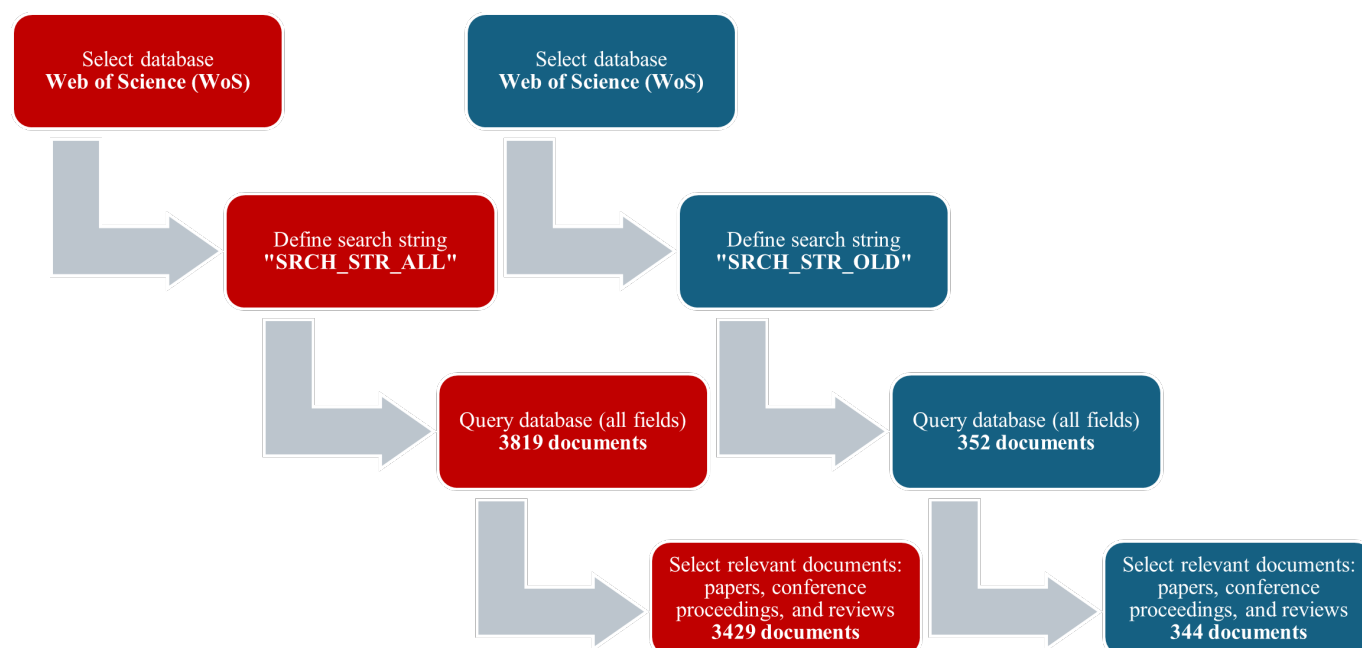 Select database
Web of Science (WoS)
Select database
Web of Science (WoS)
Define search string
"SRCH_STR_ALL"
Define search string
"SRCH_STR_OLD"
Query database (all fields)
3819 documents
Query database (all fields)
352 documents
Select relevant documents:
papers, conference
proceedings, and reviews
3429 documents
Select relevant documents:
papers, conference
proceedings, and reviews
344 documents